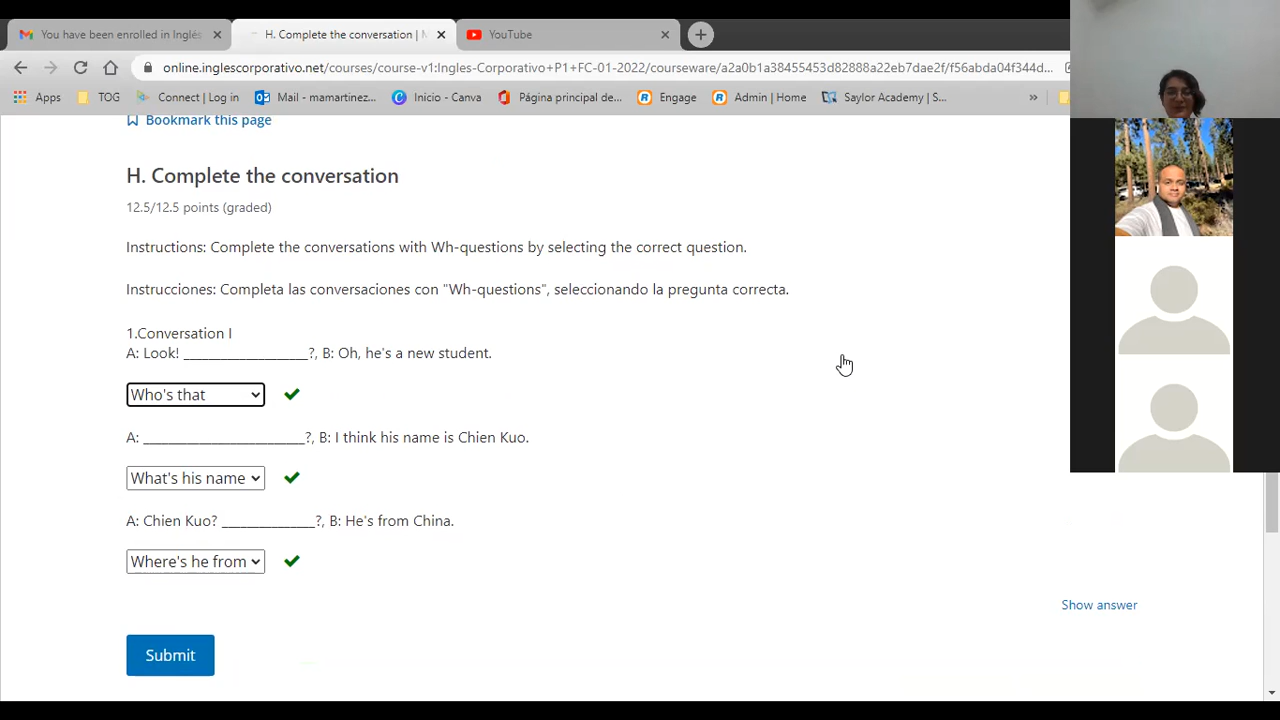 You have been enrolled in Inglés
H. Complete the conversation | M
YouTube
online.inglescorporativo.net/courses/course-v1:Ingles-Corporativo+P1+FC-01-2022/courseware/a2a0b1a38455453d82888a22eb7dae2f/f56abda04f344d...
Apps
TOG
Connect | Log in
Mail - mamartinez...
Inicio - Can...
Página principal de...
Engage
Admin | Home
Saylor Academy | S...
Bookmark this page
H. Complete the conversation
12.5/12.5 points (graded)
Instructions: Complete the conversations with Wh-questions by selecting the correct question.
Instrucciones: Completa las conversaciones con "Wh-questions", seleccionando la pregunta correcta.
1.Conversation I
A: Look! ____________________?, B: Oh, he's a new student.
Who's that
A: __________________________?, B: I think his name is Chien Kuo.
What's his name
A: Chien Kuo? _______________?, B: He's from China.
Where's he from
Show answer
Submit